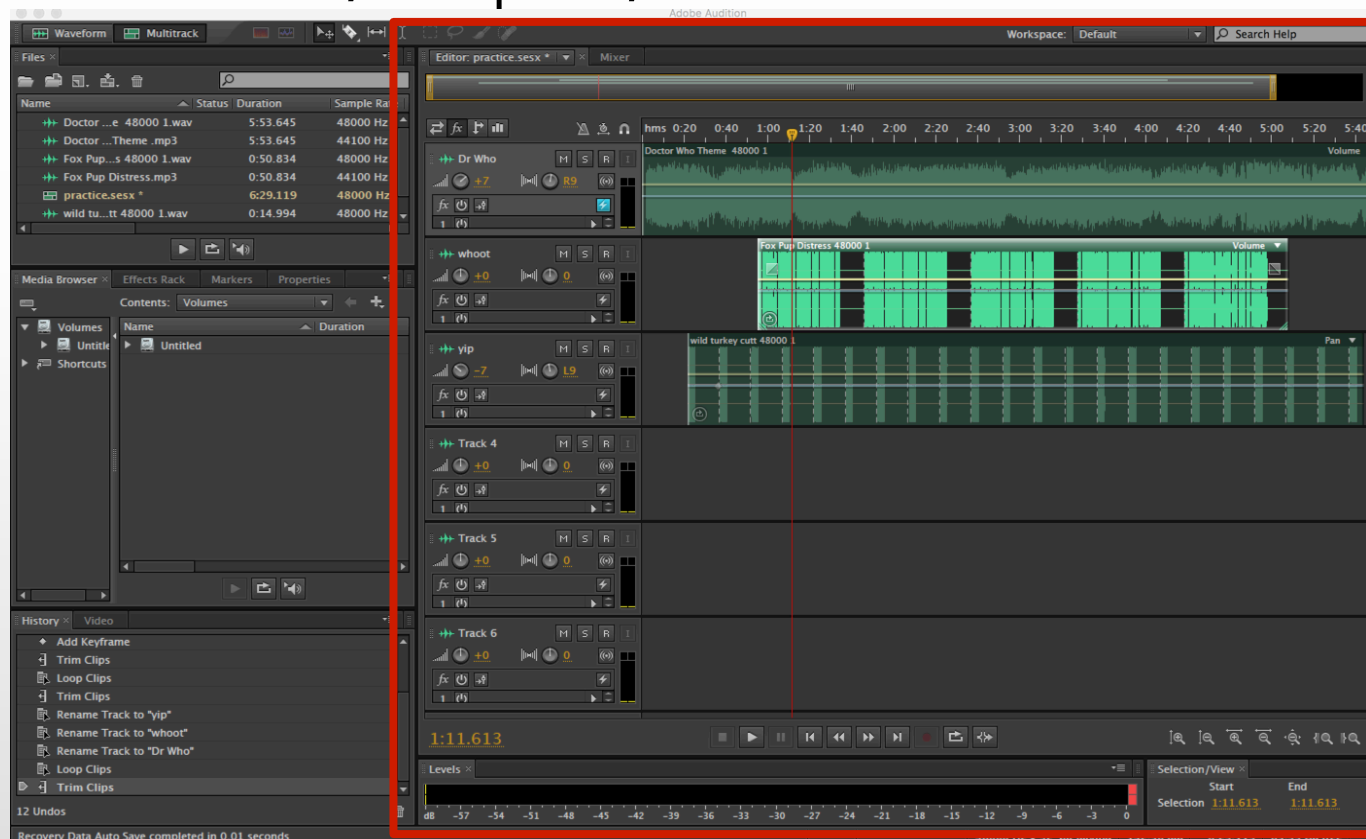 Adobe Audition
Waveform Multitrack
Workspace: Default Search Help
Files
Name Status Duration Sample Rat
Doctor ...e 48000 1.wav 5:53.645 48000 Hz
Doctor ...Theme .mp3 5:53.645 44100 Hz
Fox Pup...s 48000 1.wav 0:50.834 48000 Hz
Fox Pup Distress.mp3 0:50.834 44100 Hz
practice.sesx * 6:29.119 48000 Hz
wild tu...tt 48000 1.wav 0:14.994 48000 Hz
Media Browser Effects Rack Markers Properties
Contents: Volumes
Volumes
Untitle
Shortcuts
Name Duration
Untitled
History Video
Add Keyframe
Trim Clips
Loop Clips
Trim Clips
Rename Track to "yip"
Rename Track to "whoot"
Rename Track to "Dr Who"
Loop Clips
Trim Clips
12 Undos
Recovery Data Auto Save completed in 0.01 seconds
Editor: practice.sesx * Mixer
fx
hms 0:20 0:40 1:00 1:20 1:40 2:00 2:20 2:40 3:00 3:20 3:40 4:00 4:20 4:40 5:00 5:20 5:40
Dr Who M S R I
+7 R9
fx
Doctor Who Theme 48000 1 Volume
whoot M S R I
+0 0
fx
Fox Pup Distress 48000 1 Volume
yip M S R I
-7 L9
fx
wild turkey cutt 48000 1 Pan
Track 4 M S R I
+0 0
fx
Track 5 M S R I
+0 0
fx
Track 6 M S R I
+0 0
fx
1:11.613
Levels
dB -57 -54 -51 -48 -45 -42 -39 -36 -33 -30 -27 -24 -21 -18 -15 -12 -9 -6 -3 0
Selection/View
Start End
Selection 1:11.613 1:11.613